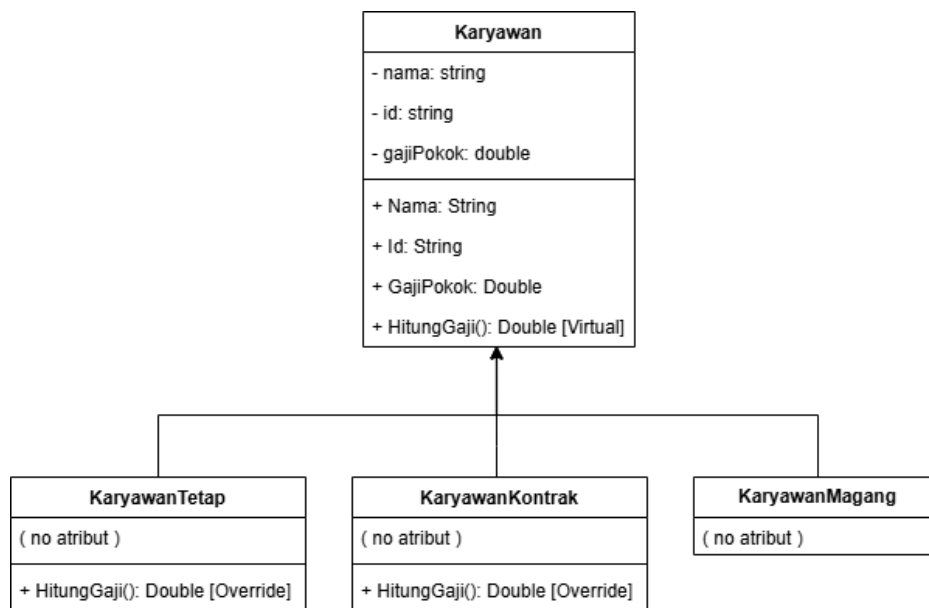 Karyawan
- nama: string
- id: string
- gajiPokok: double
+ Nama: String
+ Id: String
+ GajiPokok: Double
+ HitungGaji(): Double [Virtual]
KaryawanTetap
( no atribut )
+ HitungGaji(): Double [Override]
KaryawanKontrak
( no atribut )
+ HitungGaji(): Double [Override]
KaryawanMagang
( no atribut )